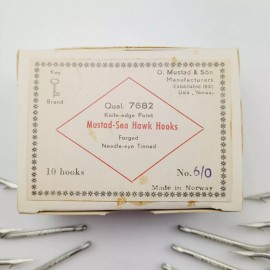 Key
Brand
O. Mustad & Sön
Manufacturers
Established 1832
Oslo, Norway
Qual. 7682
Knife-edge Point
Mustad-Sea Hawk Hooks
Forged
Needle-eye Tinned
10 hooks
No. 6/0
Made in Norway